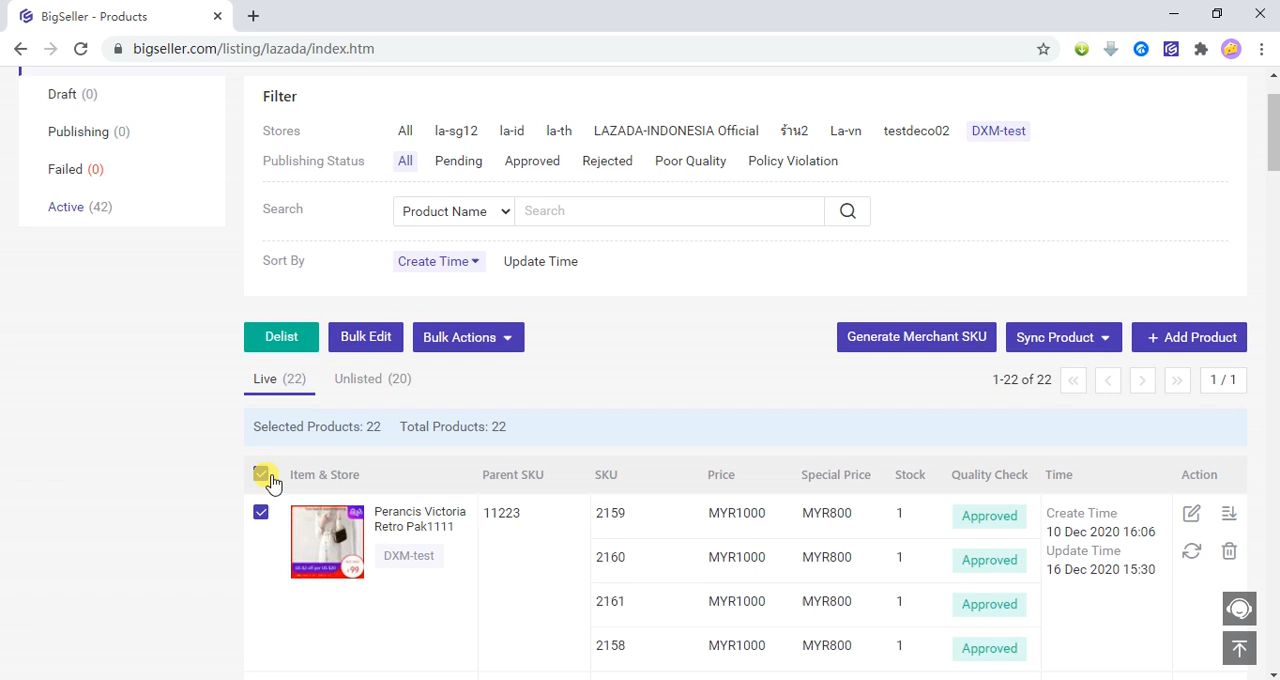 BigSeller - Products
bigseller.com/listing/lazada/index.htm
Draft (0)
Publishing (0)
Failed (0)
Active (42)
Filter
Stores All la-sg12 la-id la-th LAZADA-INDONESIA Official ร้าน2 La-vn testdeco02 DXM-test
Publishing Status All Pending Approved Rejected Poor Quality Policy Violation
Search Product Name Search
Sort By Create Time Update Time
Delist Bulk Edit Bulk Actions Generate Merchant SKU Sync Product + Add Product
Live (22) Unlisted (20) 1-22 of 22 1 / 1
Selected Products: 22 Total Products: 22
Item & Store Parent SKU SKU Price Special Price Stock Quality Check Time Action
Perancis Victoria
Retro Pak1111
DXM-test
11223
2159 MYR1000 MYR800 1 Approved
2160 MYR1000 MYR800 1 Approved
2161 MYR1000 MYR800 1 Approved
2158 MYR1000 MYR800 1 Approved
Create Time
10 Dec 2020 16:06
Update Time
16 Dec 2020 15:30